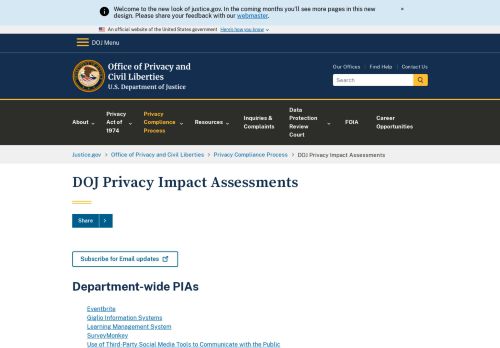 Welcome to the new look of justice.gov. In the coming months you'll see more pages in this new
design. Please share your feedback with our webmaster.
×
An official website of the United States government Here's how you know
DOJ Menu
Office of Privacy and
Civil Liberties
U.S. Department of Justice
Our Offices Find Help Contact Us
Search
About
Privacy
Act of
1974
Privacy
Compliance
Process
Resources
Inquiries &
Complaints
Data
Protection
Review
Court
FOIA
Career
Opportunities
Justice.gov > Office of Privacy and Civil Liberties > Privacy Compliance Process > DOJ Privacy Impact Assessments
DOJ Privacy Impact Assessments
Share >
Subscribe for Email updates
Department-wide PIAs
Eventbrite
Giglio Information Systems
Learning Management System
SurveyMonkey
Use of Third-Party Social Media Tools to Communicate with the Public